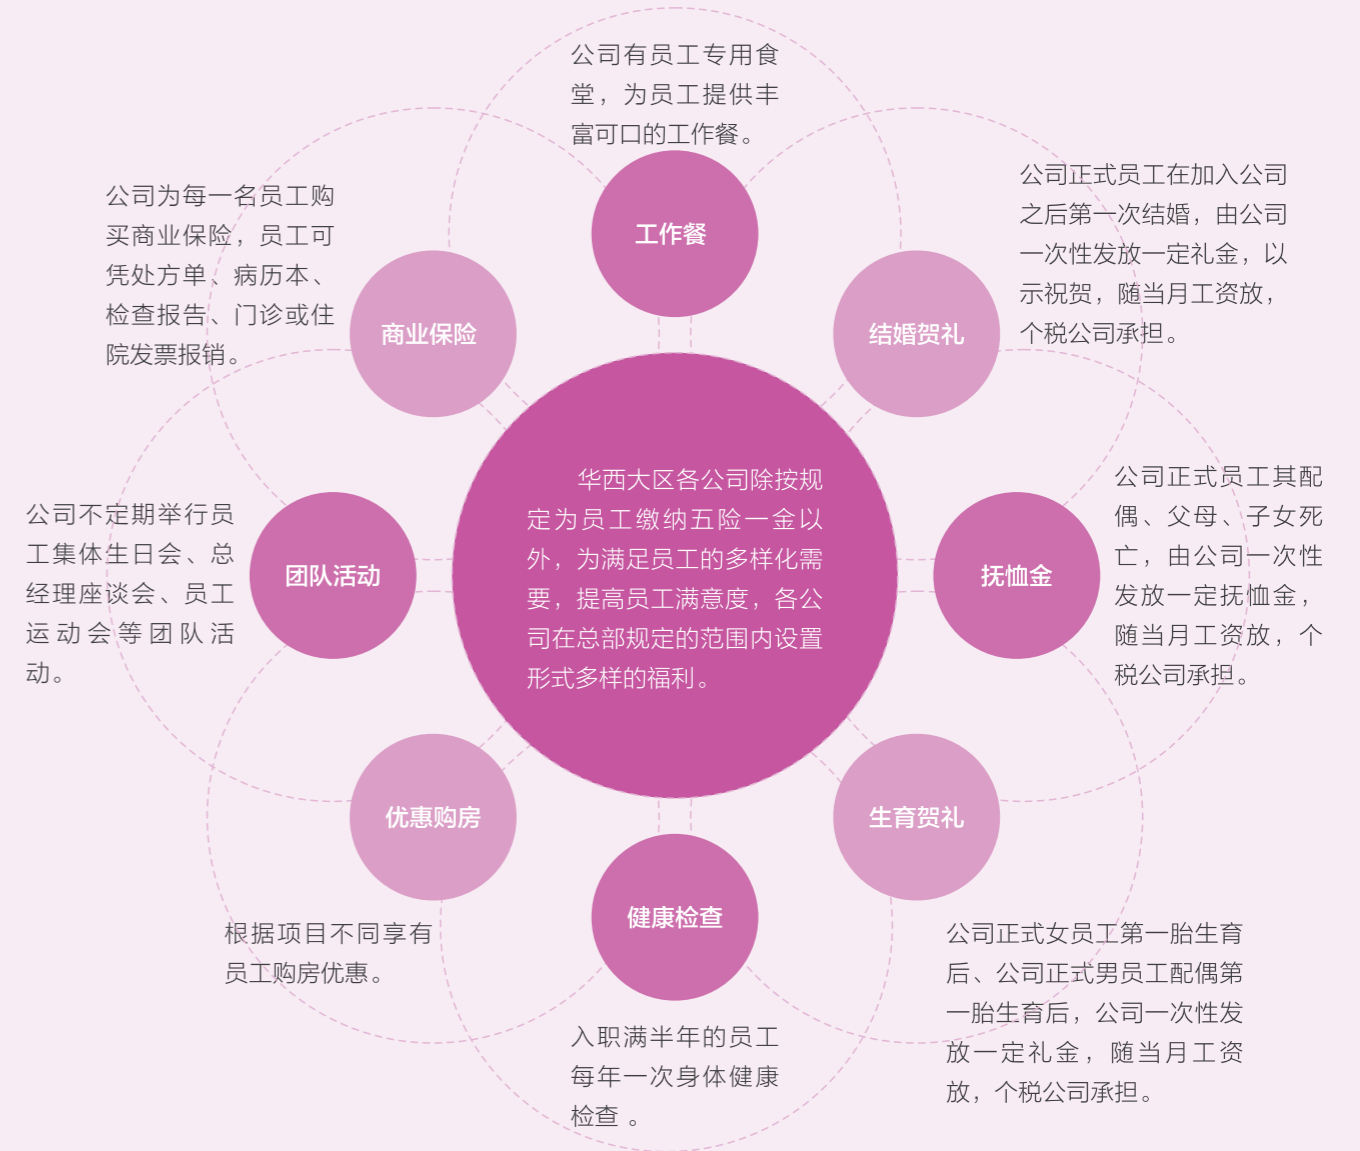 公司有员工专用食
堂，为员工提供丰
富可口的工作餐。
工作餐
公司正式员工在加入公司
之后第一次结婚，由公司
一次性发放一定礼金，以
示祝贺，随当月工资放，
个税公司承担。
结婚贺礼
公司正式员工其配
偶、父母、子女死
亡，由公司一次性
发放一定抚恤金，
随当月工资放，个
税公司承担。
抚恤金
生育贺礼
公司正式女员工第一胎生育
后、公司正式男员工配偶第
一胎生育后，公司一次性发
放一定礼金，随当月工资
放，个税公司承担。
健康检查
入职满半年的员工
每年一次身体健康
检查 。
优惠购房
根据项目不同享有
员工购房优惠。
团队活动
公司不定期举行员
工集体生日会、总
经理座谈会、员工
运动会等团队活
动。
商业保险
公司为每一名员工购
买商业保险，员工可
凭处方单、病历本、
检查报告、门诊或住
院发票报销。
华西大区各公司除按规
定为员工缴纳五险一金以
外，为满足员工的多样化需
要，提高员工满意度，各公
司在总部规定的范围内设置
形式多样的福利。